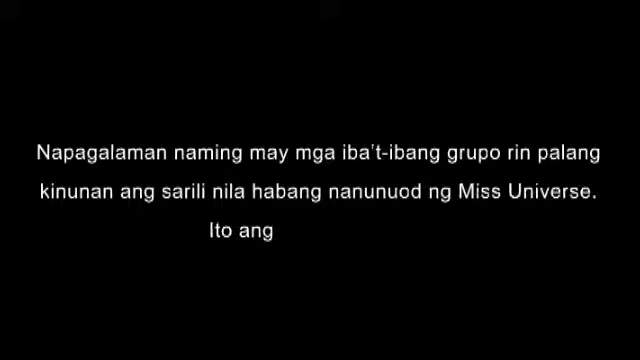 Napagalaman naming may mga iba't-ibang grupo rin palang
kinunan ang sarili nila habang nanunuod ng Miss Universe.
Ito ang